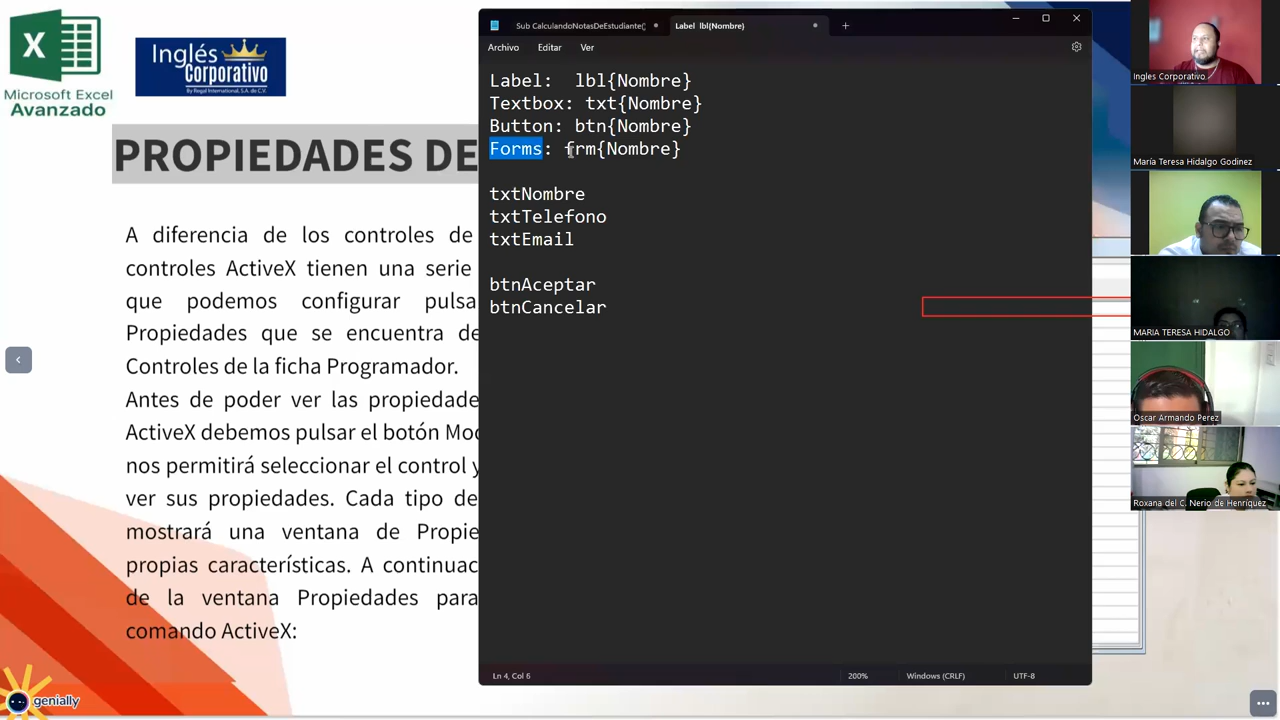 Microsoft Excel
Avanzado
Inglés
Corporativo
By Regal International, S.A. de C.V.
PROPIEDADES DE
A diferencia de los controles de
controles ActiveX tienen una serie
que podemos configurar pulsa
Propiedades que se encuentra de
Controles de la ficha Programador.
Antes de poder ver las propiedade
ActiveX debemos pulsar el botón Mo
nos permitirá seleccionar el control y
ver sus propiedades. Cada tipo de
mostrará una ventana de Propie
propias características. A continuac
de la ventana Propiedades para
comando ActiveX:
genially
Sub CalculandoNotasDeEstudiante()
Label lbl{Nombre}
Archivo Editar Ver
Label: lbl{Nombre}
Textbox: txt{Nombre}
Button: btn{Nombre}
Forms: frm{Nombre}
txtNombre
txtTelefono
txtEmail
btnAceptar
btnCancelar
Ln 4, Col 6 200% Windows (CRLF) UTF-8
Ingles Corporativo.
María Teresa Hidalgo Godinez
MARIA TERESA HIDALGO
Oscar Armando Perez
Roxana del C. Nerio de Henríquez